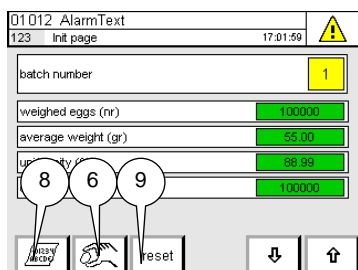 01012 AlarmText
123 Init page 17:01:59
batch number 1
weighed eggs (nr) 100000
average weight (gr) 55.00
88.99
100000
8 6 9
reset